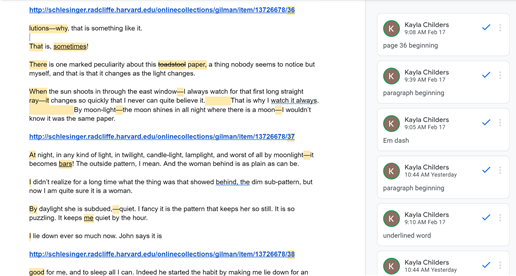 http://schlesinger.radcliffe.harvard.edu/onlinecollections/gilman/item/13726678/36
lutions—why, that is something like it.
That is, sometimes!
There is one marked peculiarity about this toadstool paper, a thing nobody seems to notice but
myself, and that is that it changes as the light changes.
When the sun shoots in through the east window—I always watch for that first long straight
ray—it changes so quickly that I never can quite believe it. That is why I watch it always.
By moon-light—the moon shines in all night where there is a moon—I wouldn't
know it was the same paper.
http://schlesinger.radcliffe.harvard.edu/onlinecollections/gilman/item/13726678/37
At night, in any kind of light, in twilight, candle-light, lamplight, and worst of all by moonlight—it
becomes bars! The outside pattern, I mean. And the woman behind is as plain as can be.
I didn't realize for a long time what the thing was that showed behind, the dim sub-pattern, but
now I am quite sure it is a woman.
By daylight she is subdued,—quiet. I fancy it is the pattern that keeps her so still. It is so
puzzling. It keeps me quiet by the hour.
I lie down ever so much now. John says it is
http://schlesinger.radcliffe.harvard.edu/onlinecollections/gilman/item/13726678/38
good for me, and to sleep all I can. Indeed he started the habit by making me lie down for an
K
Kayla Childers
9:08 AM Feb 17
page 36 beginning
K
Kayla Childers
9:39 AM Feb 17
paragraph beginning
K
Kayla Childers
9:05 AM Feb 17
Em dash
K
Kayla Childers
10:44 AM Yesterday
paragraph beginning
K
Kayla Childers
9:10 AM Feb 17
underlined word
K
Kayla Childers
10:44 AM Yesterday